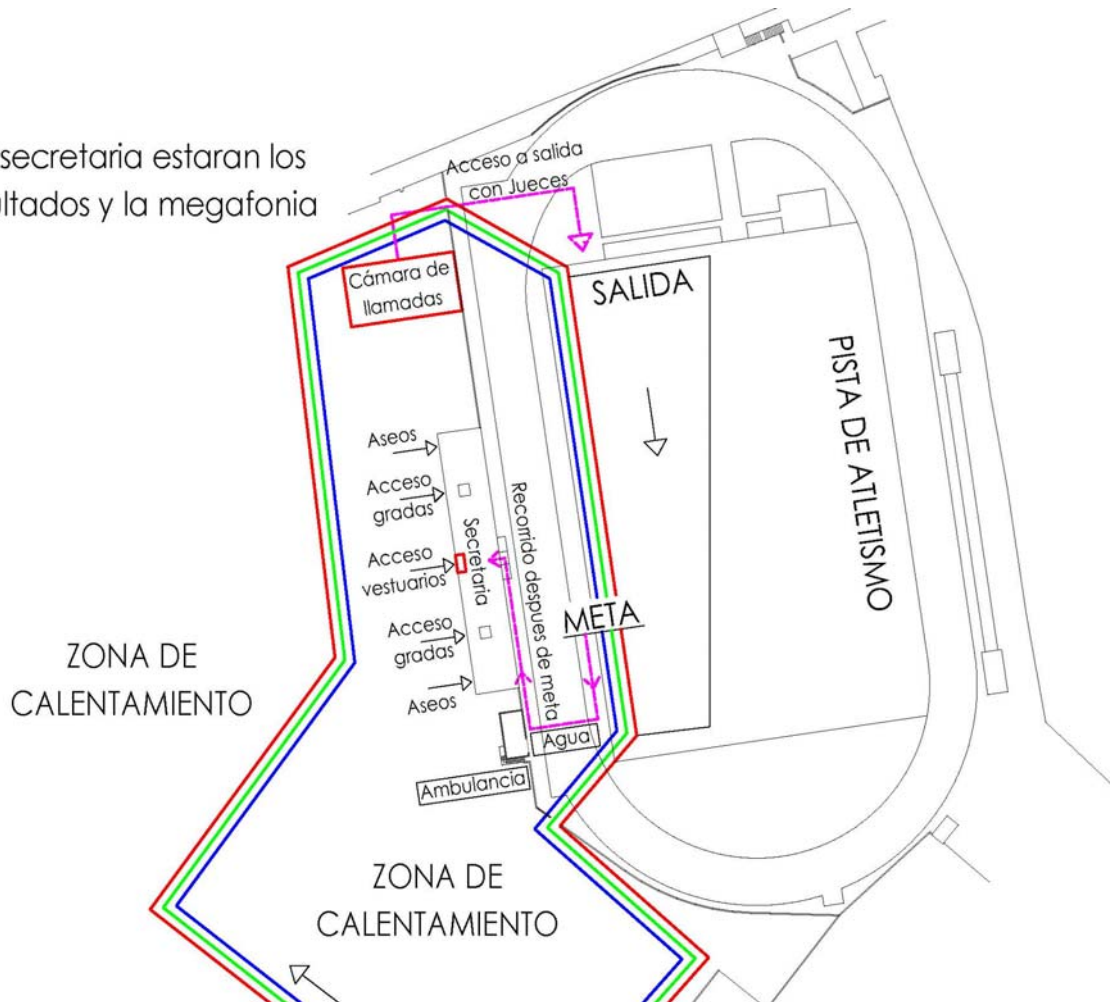 secretaria estaran los
ultados y la megafonia
Acceso a salida
con Jueces
Cámara de
llamadas
SALIDA
PISTA DE ATLETISMO
Aseos
Acceso
gradas
Acceso
vestuarios
Acceso
gradas
Aseos
Secretaria
Recorrido despues de meta
META
Agua
Ambulancia
ZONA DE
CALENTAMIENTO
ZONA DE
CALENTAMIENTO